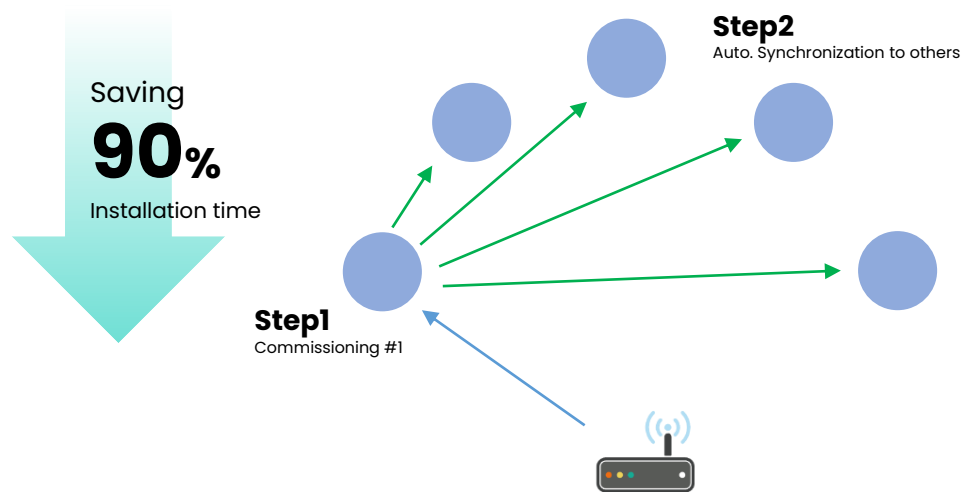 Saving
90%
Installation time
Step1
Commissioning #1
Step2
Auto. Synchronization to others